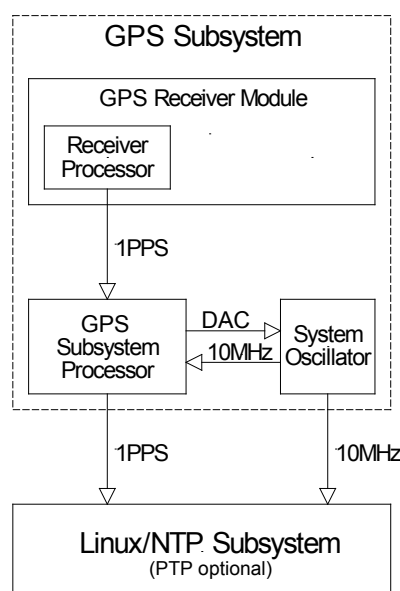 GPS Subsystem
GPS Receiver Module
Receiver
Processor
1PPS
GPS
Subsystem
Processor
DAC
10MHz
System
Oscillator
1PPS
10MHz
Linux/NTP Subsystem
(PTP optional)